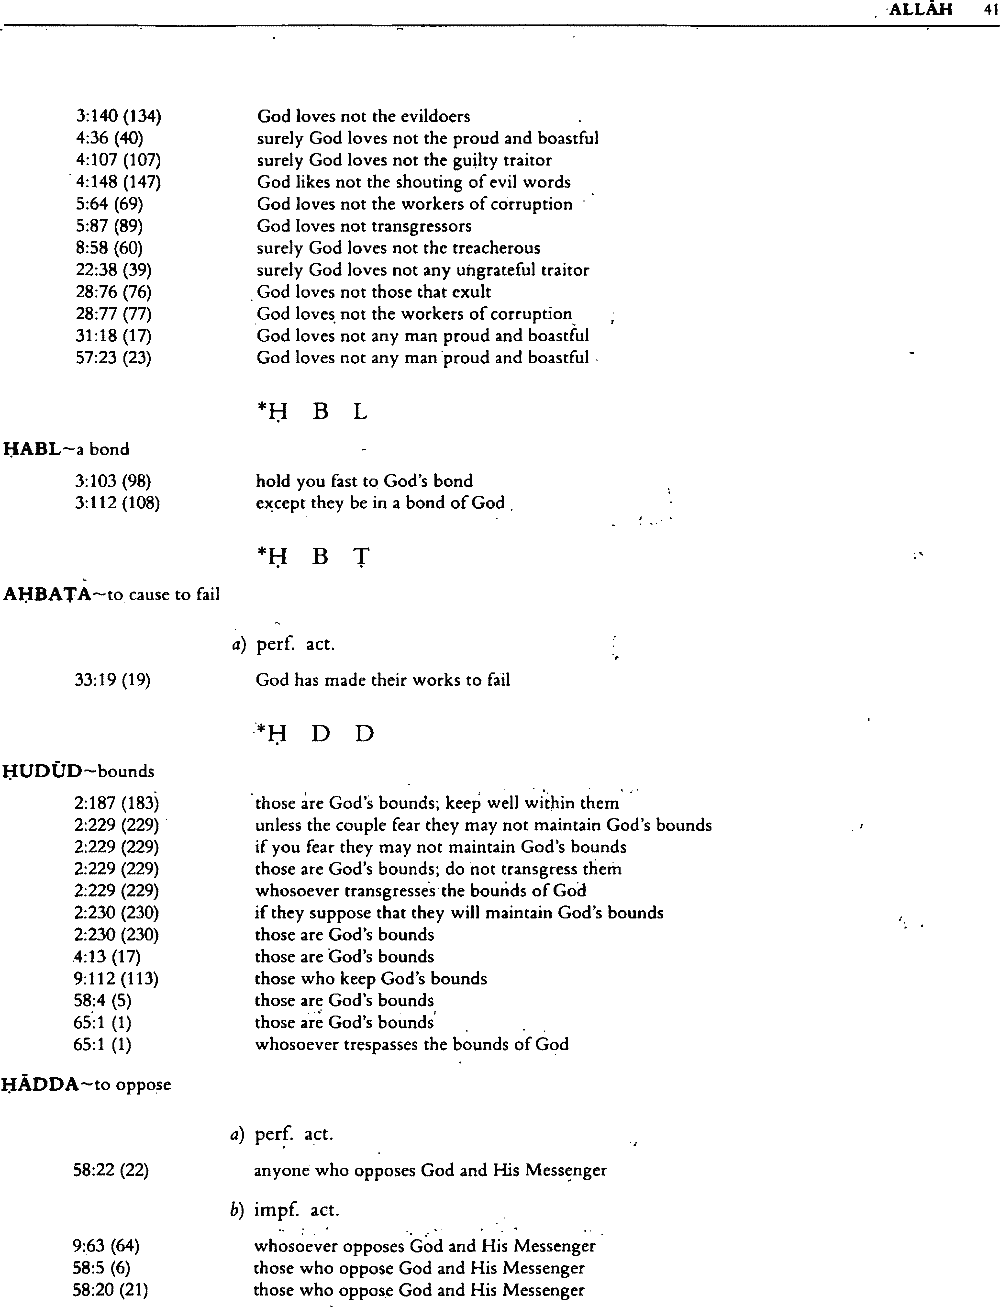 ALLĀH 41
3:140 (134) God loves not the evildoers
4:36 (40) surely God loves not the proud and boastful
4:107 (107) surely God loves not the guilty traitor
4:148 (147) God likes not the shouting of evil words
5:64 (69) God loves not the workers of corruption
5:87 (89) God loves not transgressors
8:58 (60) surely God loves not the treacherous
22:38 (39) surely God loves not any ungrateful traitor
28:76 (76) God loves not those that exult
28:77 (77) God loves not the workers of corruption
31:18 (17) God loves not any man proud and boastful
57:23 (23) God loves not any man proud and boastful
*Ḥ B L
ḤABL~a bond
3:103 (98) hold you fast to God's bond
3:112 (108) except they be in a bond of God
*Ḥ B Ṭ
AḤBAṬA~to cause to fail
a) perf. act.
33:19 (19) God has made their works to fail
*Ḥ D D
ḤUDŪD~bounds
2:187 (183) those are God's bounds; keep well within them
2:229 (229) unless the couple fear they may not maintain God's bounds
2:229 (229) if you fear they may not maintain God's bounds
2:229 (229) those are God's bounds; do not transgress them
2:229 (229) whosoever transgresses the bounds of God
2:230 (230) if they suppose that they will maintain God's bounds
2:230 (230) those are God's bounds
4:13 (17) those are God's bounds
9:112 (113) those who keep God's bounds
58:4 (5) those are God's bounds
65:1 (1) those are God's bounds
65:1 (1) whosoever trespasses the bounds of God
ḤĀDDA~to oppose
a) perf. act.
58:22 (22) anyone who opposes God and His Messenger
b) impf. act.
9:63 (64) whosoever opposes God and His Messenger
58:5 (6) those who oppose God and His Messenger
58:20 (21) those who oppose God and His Messenger